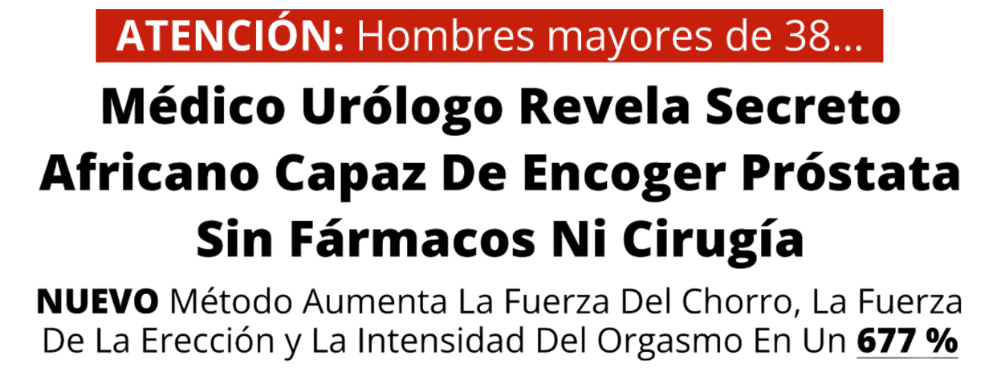 ATENCIÓN: Hombres mayores de 38...
Médico Urólogo Revela Secreto
Africano Capaz De Encoger Próstata
Sin Fármacos Ni Cirugía
NUEVO Método Aumenta La Fuerza Del Chorro, La Fuerza
De La Erección y La Intensidad Del Orgasmo En Un 677 %